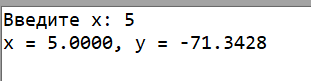 Введите x: 5
x = 5.0000, y = -71.3428